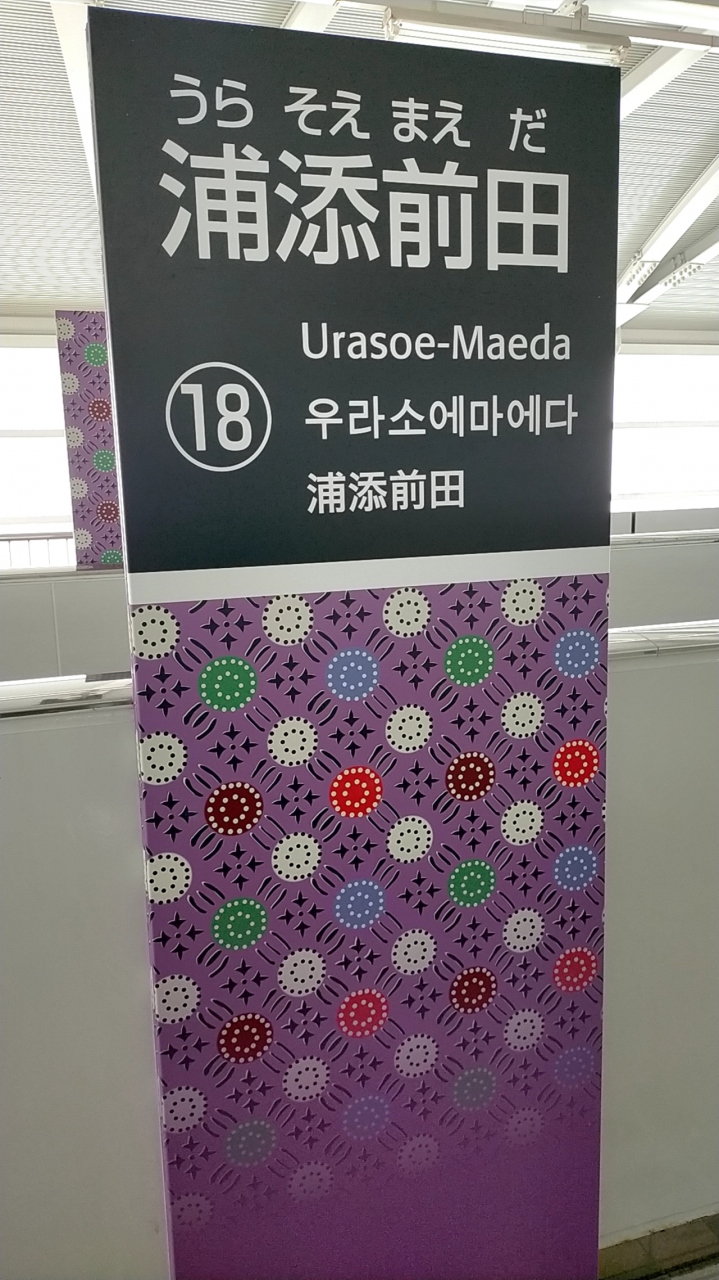 うらそえまえだ
浦添前田
18
Urasoe-Maeda
우라소에마에다
浦添前田